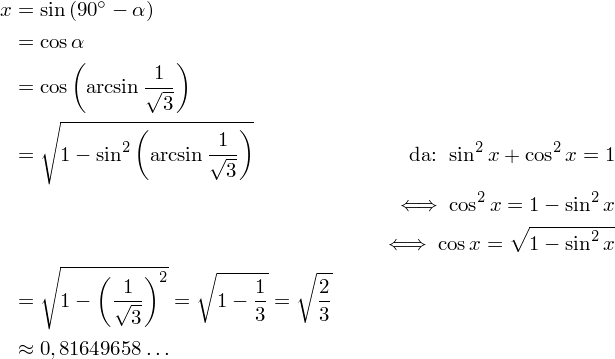 x = sin (90° − α)
= cos α
= cos (arcsin 1/√3)
= √(1 − sin² (arcsin 1/√3)) da: sin² x + cos² x = 1
⟺ cos² x = 1 − sin² x
⟺ cos x = √(1 − sin² x)
= √(1 − (1/√3)²) = √(1 − 1/3) = √(2/3)
≈ 0,81649658 …